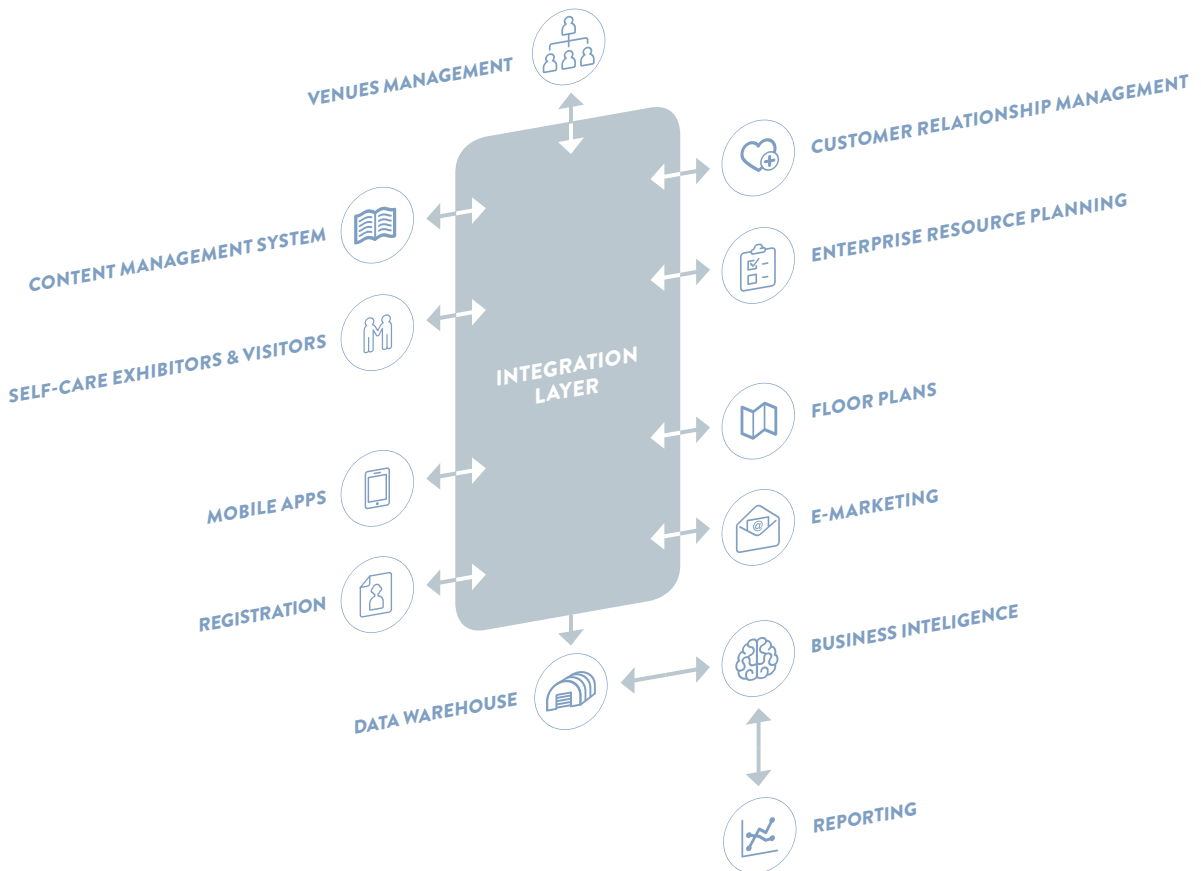 VENUES MANAGEMENT
CUSTOMER RELATIONSHIP MANAGEMENT
CONTENT MANAGEMENT SYSTEM
ENTERPRISE RESOURCE PLANNING
SELF-CARE EXHIBITORS & VISITORS
INTEGRATION
LAYER
FLOOR PLANS
MOBILE APPS
E-MARKETING
@
REGISTRATION
BUSINESS INTELIGENCE
DATA WAREHOUSE
REPORTING